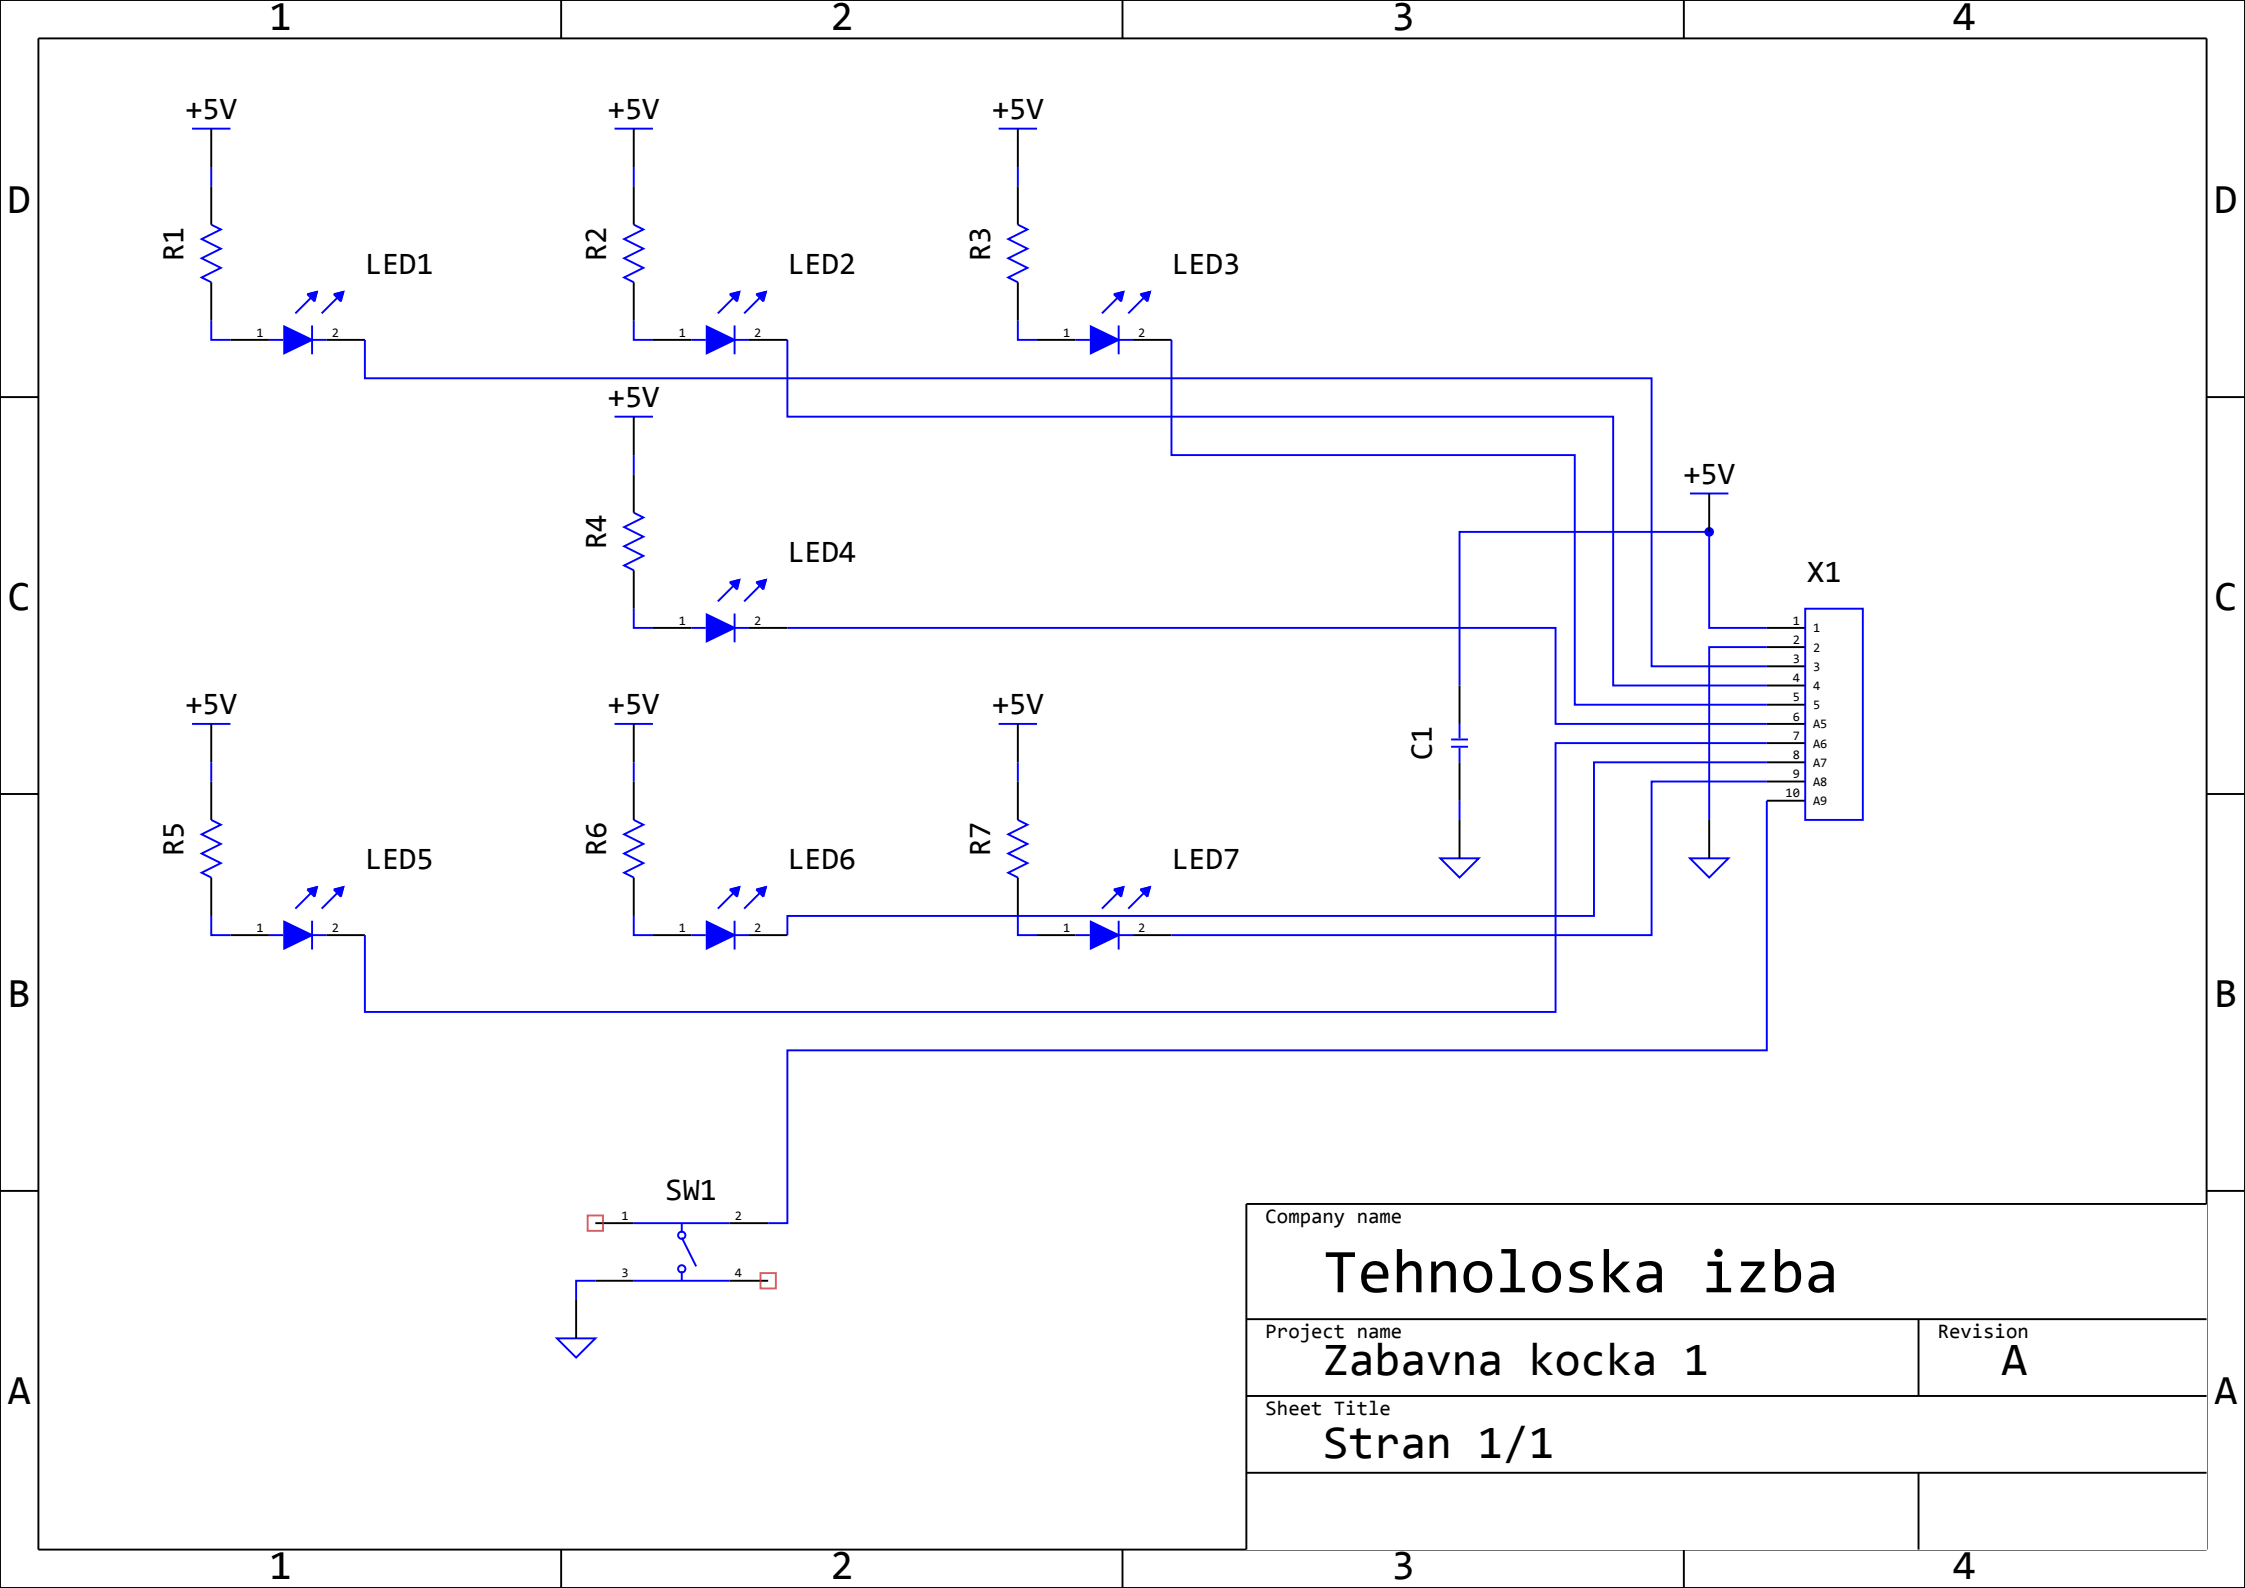 1 2 3 4
+5V +5V +5V
D D
R1 R2 R3
LED1 LED2 LED3
1 2 1 2 1 2
+5V
+5V
R4
LED4
X1
C C
1 2
1 1
2 2
3 3
4 4
5 5
6 A5
7 A6
8 A7
9 A8
10 A9
+5V +5V +5V
C1
R5 R6 R7
LED5 LED6 LED7
1 2 1 2 1 2
B B
SW1
1 2
3 4
Company name
Tehnoloska izba
Project name
Zabavna kocka 1
Revision
A
A A
Sheet Title
Stran 1/1
1 2 3 4